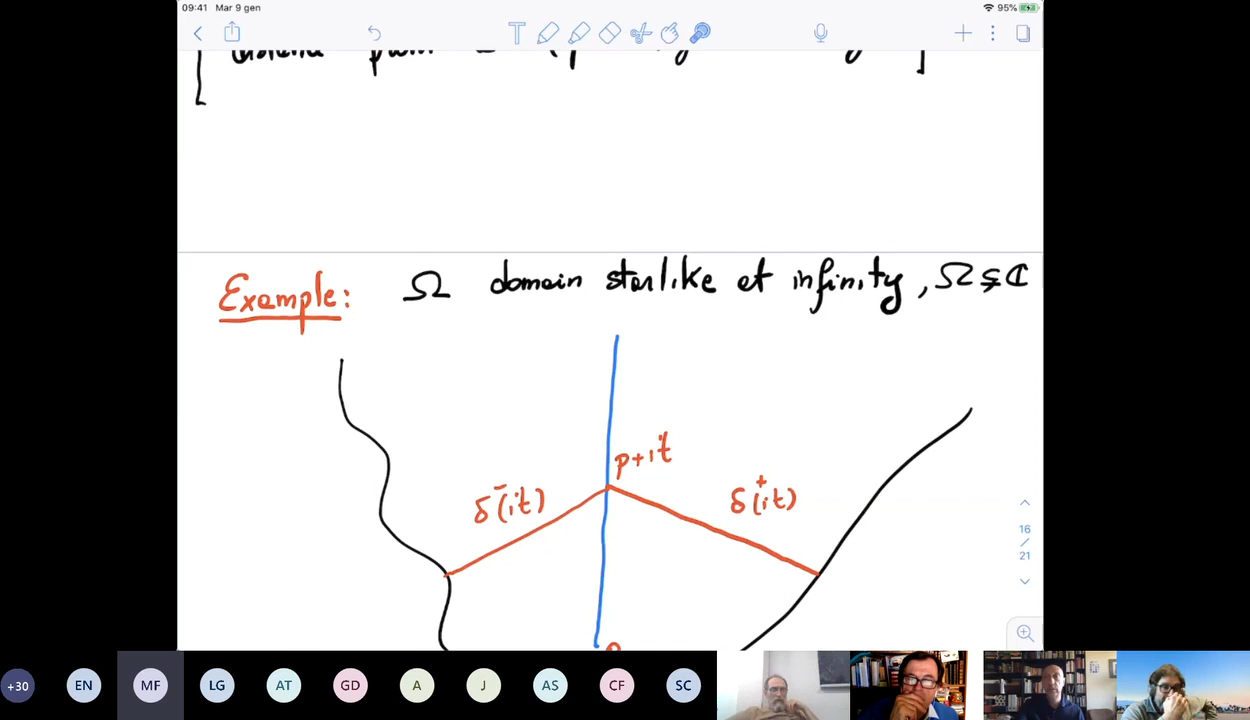 09:41 Mar 9 gen
95%
T
Example: Ω domain starlike at infinity, Ω⊊ℂ
p+it
δ⁻(it)
δ⁺(it)
16
/
21
p
+30 EN MF LG AT GD A J AS CF SC